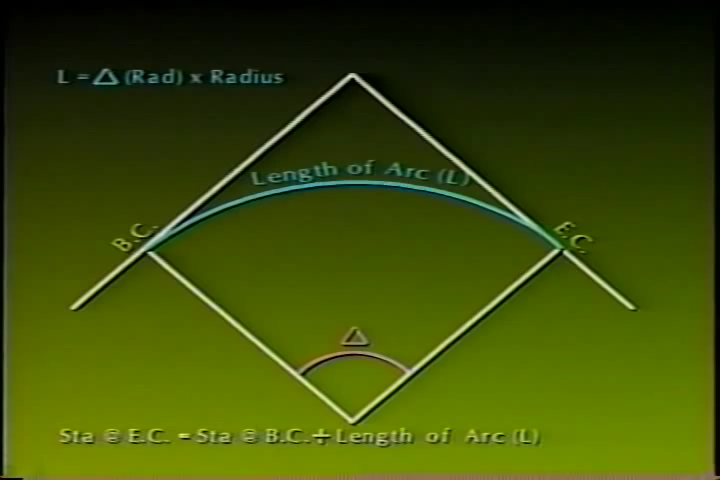 L = Δ (Rad) x Radius
Length of Arc (L)
B.C.
E.C.
Δ
Sta @ E.C. = Sta @ B.C. + Length of Arc (L)